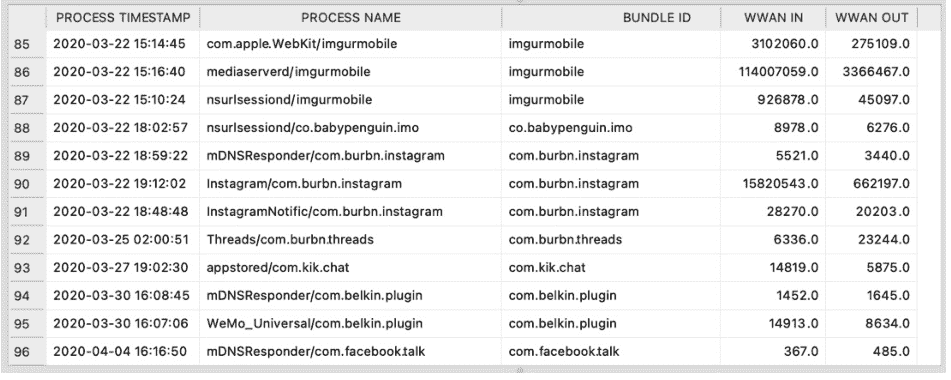 PROCESS TIMESTAMP PROCESS NAME BUNDLE ID WWAN IN WWAN OUT
85 2020-03-22 15:14:45 com.apple.WebKit/imgurmobile imgurmobile 3102060.0 275109.0
86 2020-03-22 15:16:40 mediaserverd/imgurmobile imgurmobile 114007059.0 3366467.0
87 2020-03-22 15:10:24 nsurlsessiond/imgurmobile imgurmobile 926878.0 45097.0
88 2020-03-22 18:02:57 nsurlsessiond/co.babypenguin.imo co.babypenguin.imo 8978.0 6276.0
89 2020-03-22 18:59:22 mDNSResponder/com.burbn.instagram com.burbn.instagram 5521.0 3440.0
90 2020-03-22 19:12:02 Instagram/com.burbn.instagram com.burbn.instagram 15820543.0 662197.0
91 2020-03-22 18:48:48 InstagramNotific/com.burbn.instagram com.burbn.instagram 28270.0 20203.0
92 2020-03-25 02:00:51 Threads/com.burbn.threads com.burbn.threads 6336.0 23244.0
93 2020-03-27 19:02:30 appstored/com.kik.chat com.kik.chat 14819.0 5875.0
94 2020-03-30 16:08:45 mDNSResponder/com.belkin.plugin com.belkin.plugin 1452.0 1645.0
95 2020-03-30 16:07:06 WeMo_Universal/com.belkin.plugin com.belkin.plugin 14913.0 8634.0
96 2020-04-04 16:16:50 mDNSResponder/com.facebook.talk com.facebook.talk 367.0 485.0